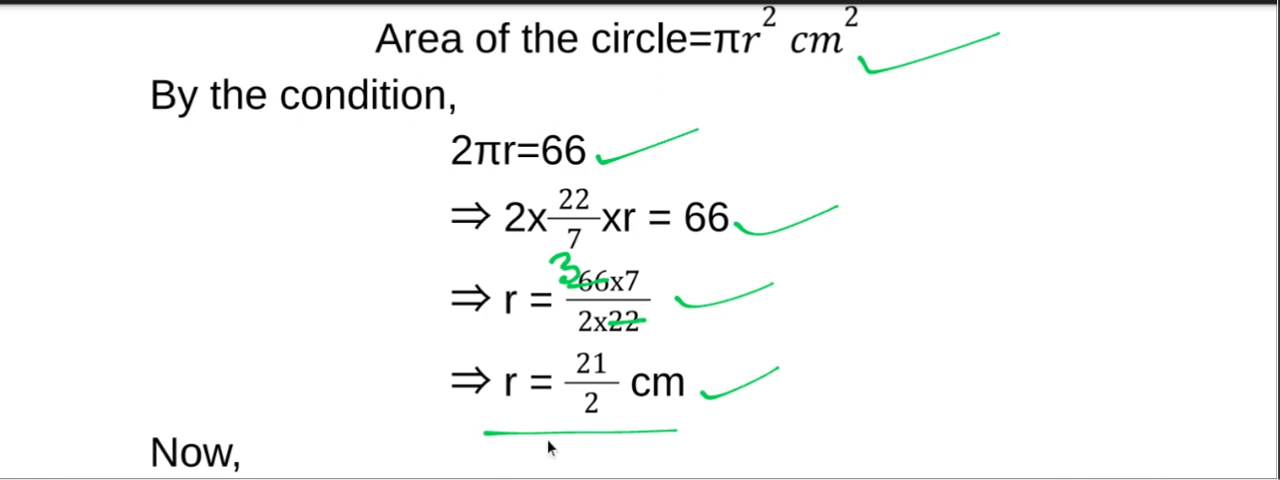 Area of the circle=πr² cm²
By the condition,
2πr=66
⇒ 2x22/7xr = 66
3
⇒ r = 66x7/2x22
⇒ r = 21/2 cm
Now,